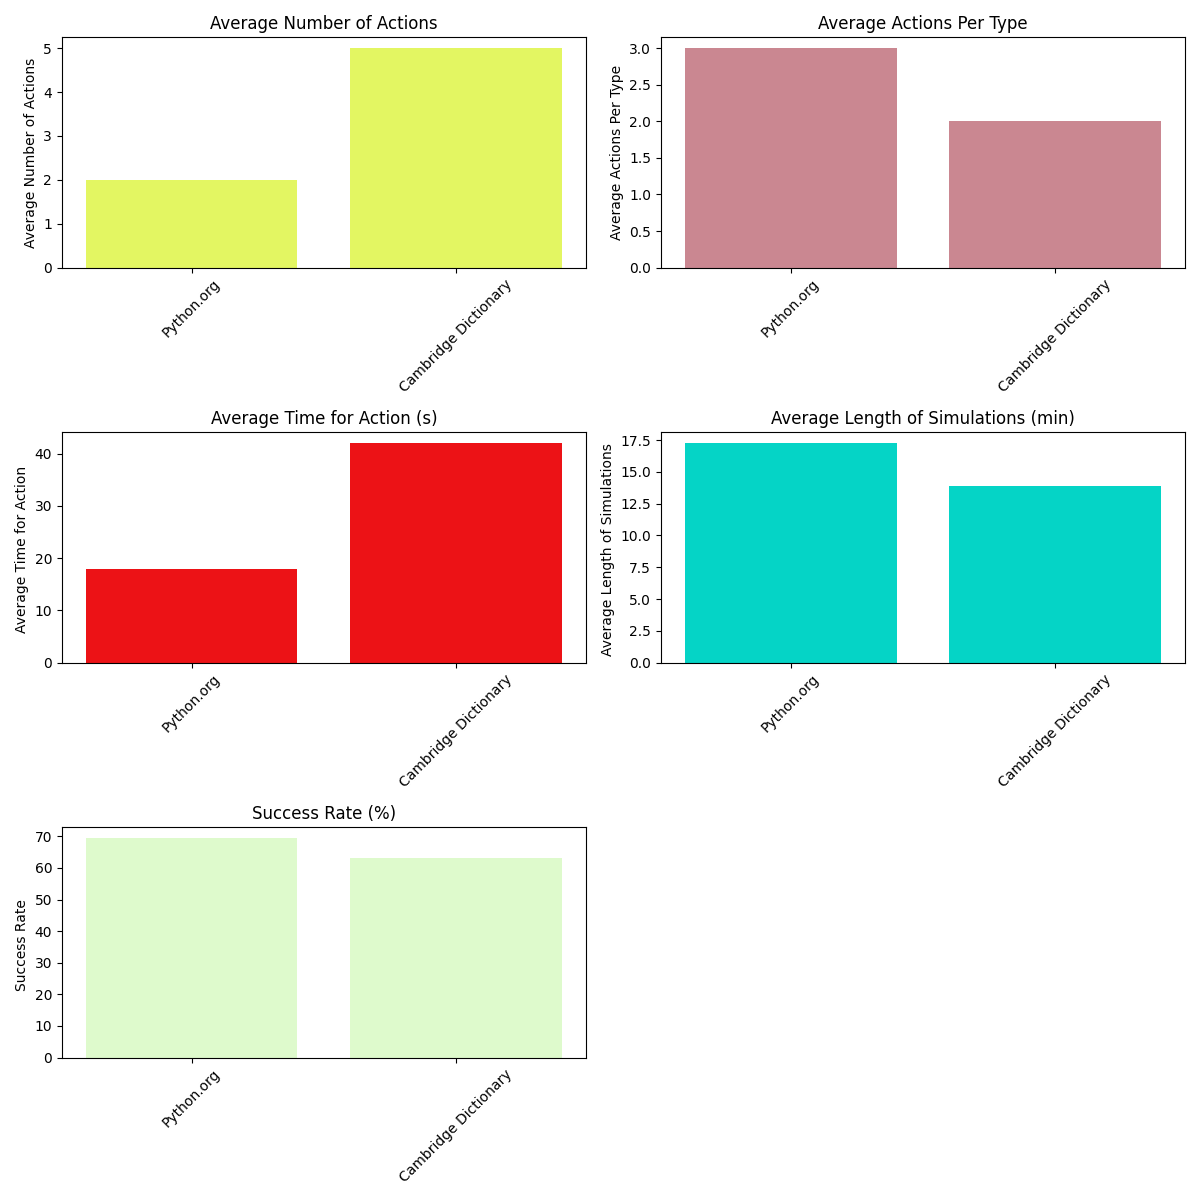 Average Number of Actions
Average Number of Actions
5
4
3
2
1
0
Python.org
Cambridge Dictionary
Average Actions Per Type
Average Actions Per Type
3.0
2.5
2.0
1.5
1.0
0.5
0.0
Python.org
Cambridge Dictionary
Average Time for Action (s)
Average Time for Action
40
30
20
10
0
Python.org
Cambridge Dictionary
Average Length of Simulations (min)
Average Length of Simulations
17.5
15.0
12.5
10.0
7.5
5.0
2.5
0.0
Python.org
Cambridge Dictionary
Success Rate (%)
Success Rate
70
60
50
40
30
20
10
0
Python.org
Cambridge Dictionary